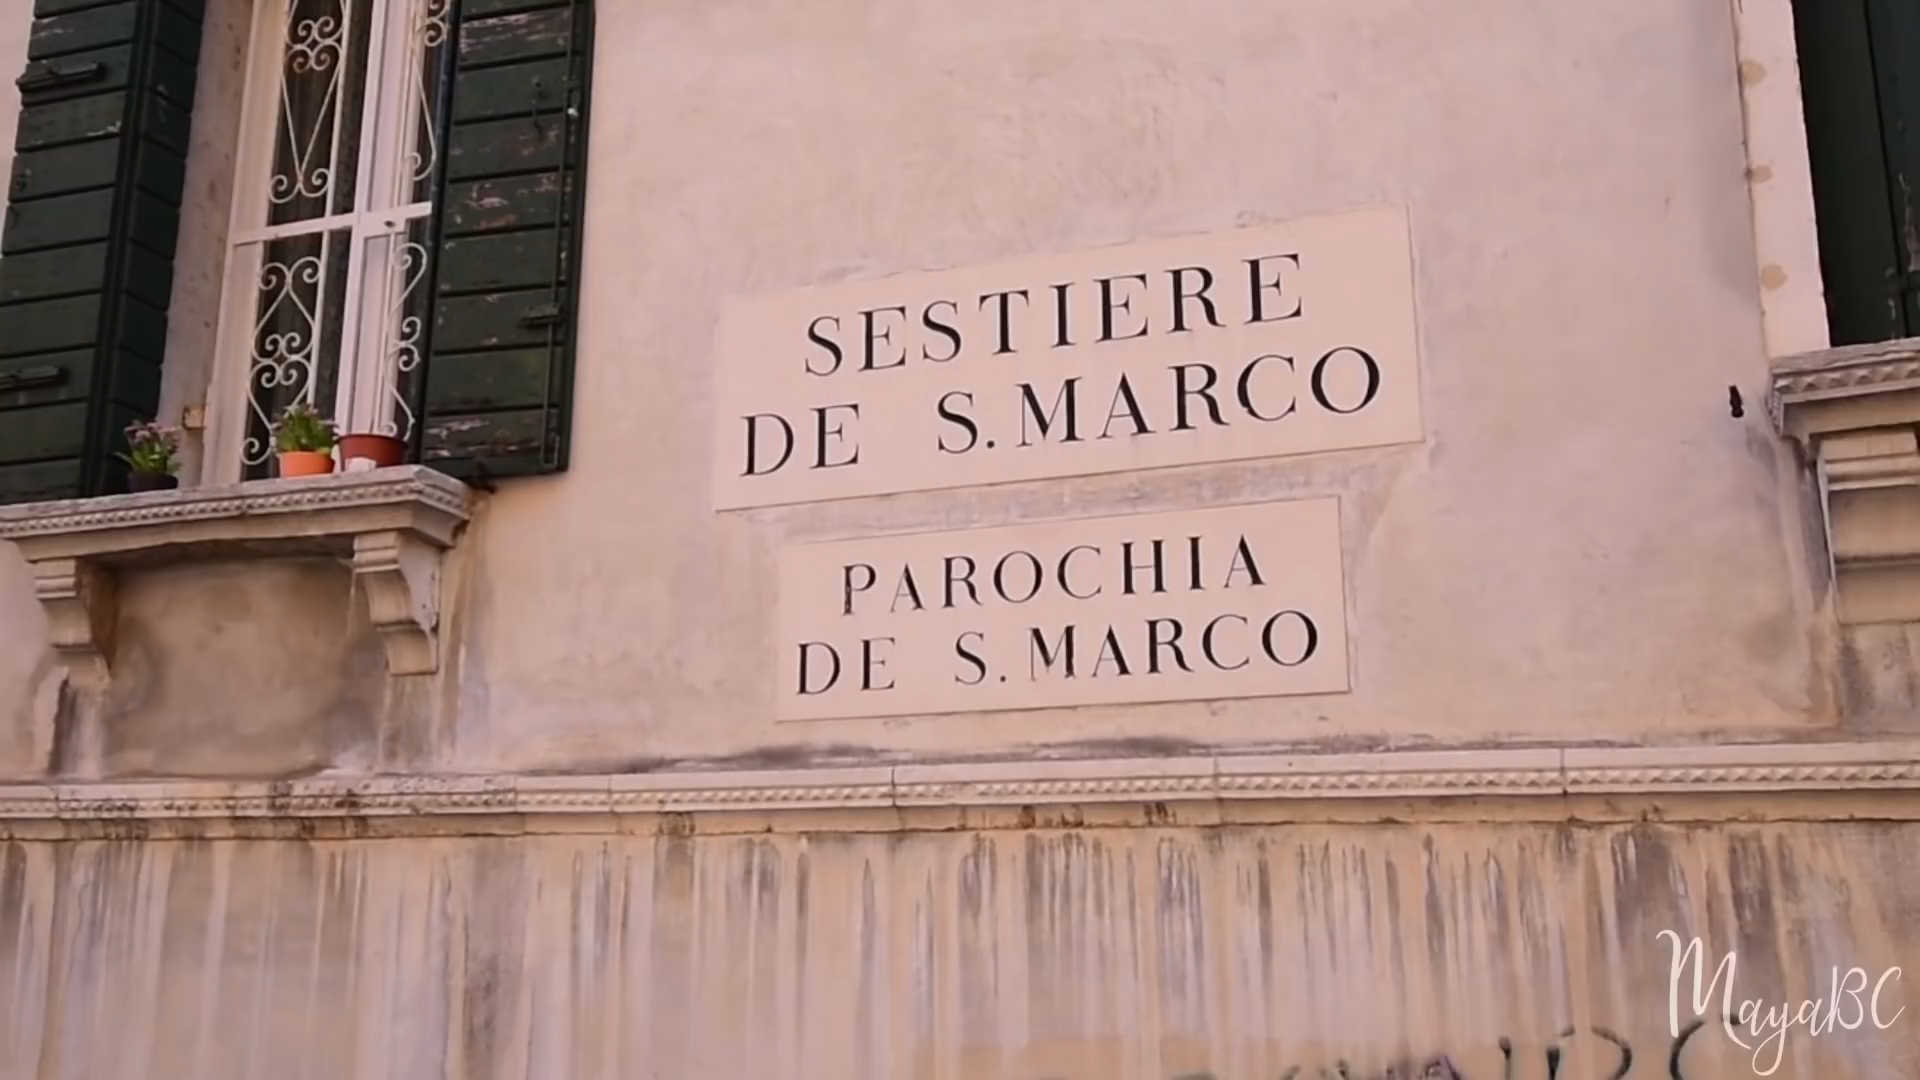 SESTIERE
DE S. MARCO
PAROCHIA
DE S. MARCO
MayaBC